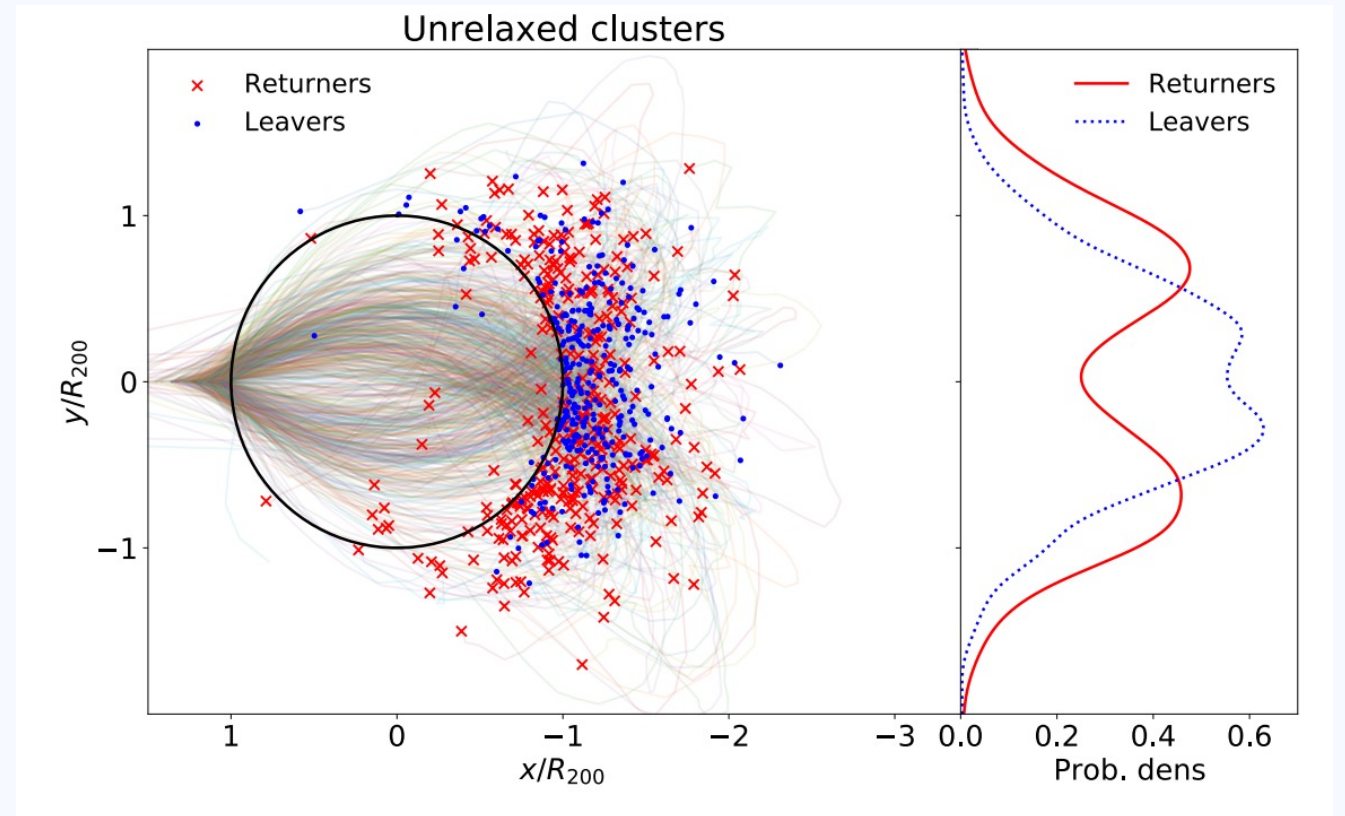 Unrelaxed clusters
Returners
Leavers
1
0
−1
y/R200
1
0
−1
−2
−3
x/R200
Returners
Leavers
0.0
0.2
0.4
0.6
Prob. dens